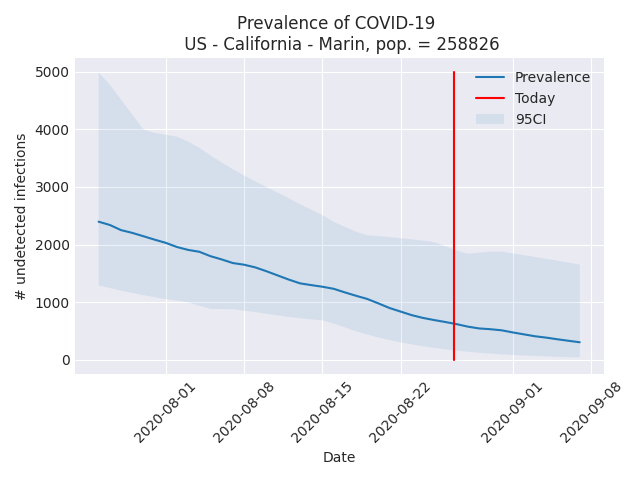 Prevalence of COVID-19
US - California - Marin, pop. = 258826
Prevalence
Today
95CI
5000
4000
3000
2000
1000
0
# undetected infections
2020-08-01
2020-08-08
2020-08-15
2020-08-22
2020-09-01
2020-09-08
Date